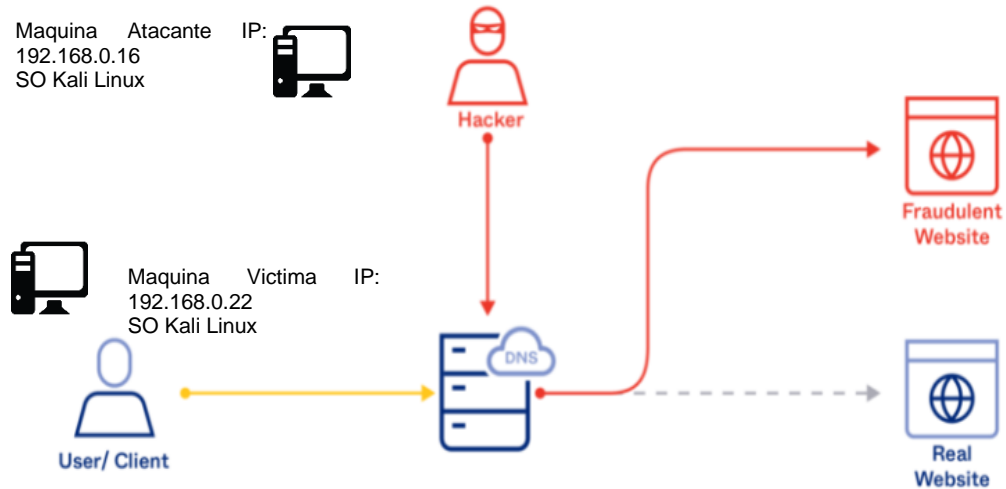 Maquina Atacante IP:
192.168.0.16
SO Kali Linux
Hacker
Fraudulent
Website
Maquina Victima IP:
192.168.0.22
SO Kali Linux
DNS
User/ Client
Real
Website